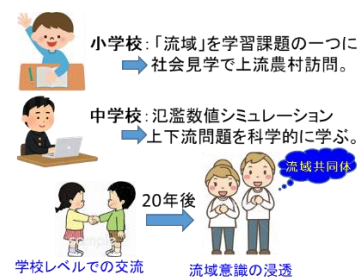 小学校:「流域」を学習課題の一つに
社会見学で上流農村訪問。
中学校:氾濫数値シミュレーション
上下流問題を科学的に学ぶ。
流域共同体
20年後
学校レベルでの交流
流域意識の浸透